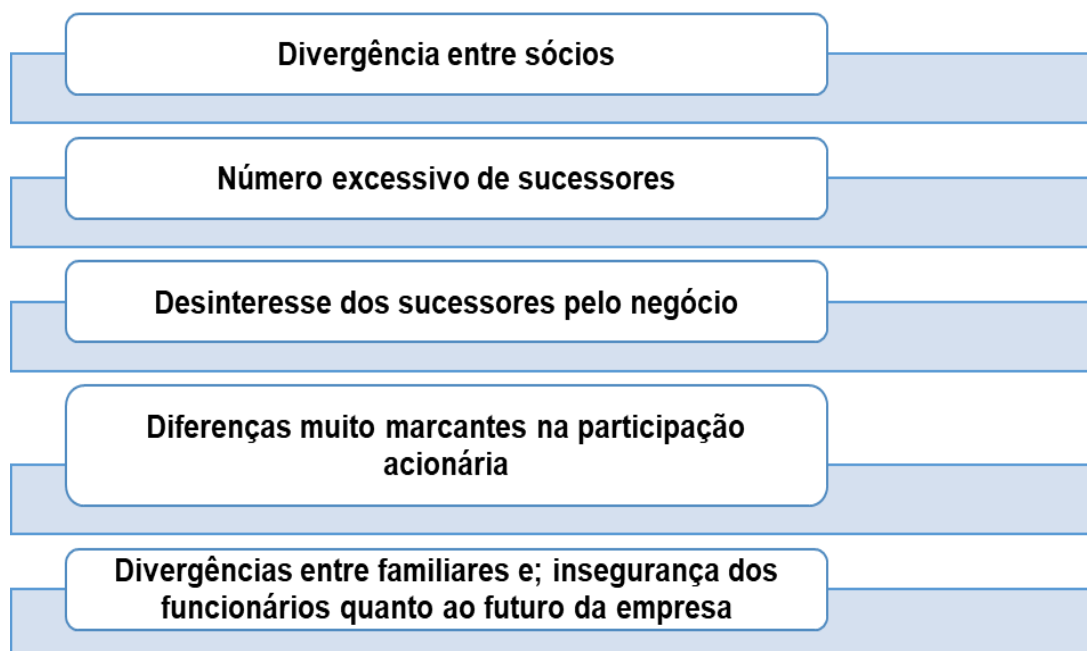 Divergência entre sócios
Número excessivo de sucessores
Desinteresse dos sucessores pelo negócio
Diferenças muito marcantes na participação
acionária
Divergências entre familiares e; insegurança dos
funcionários quanto ao futuro da empresa